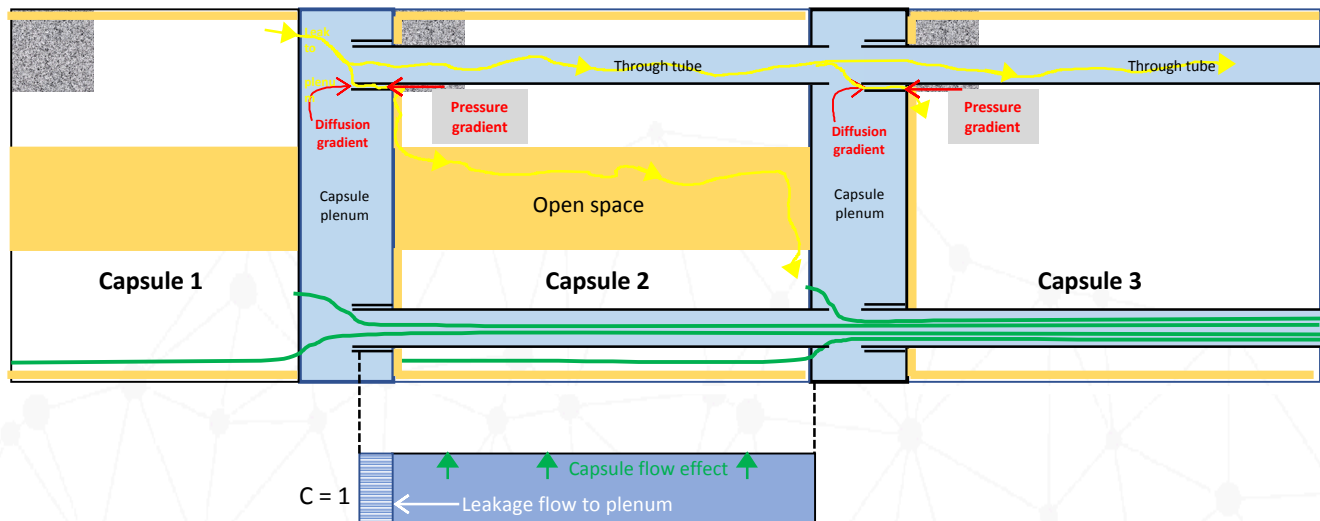 Leak
to
plenum
Through tube
Through tube
Diffusion
gradient
Pressure
gradient
Diffusion
gradient
Pressure
gradient
Capsule
plenum
Open space
Capsule
plenum
Capsule 1
Capsule 2
Capsule 3
Capsule flow effect
C = 1
Leakage flow to plenum